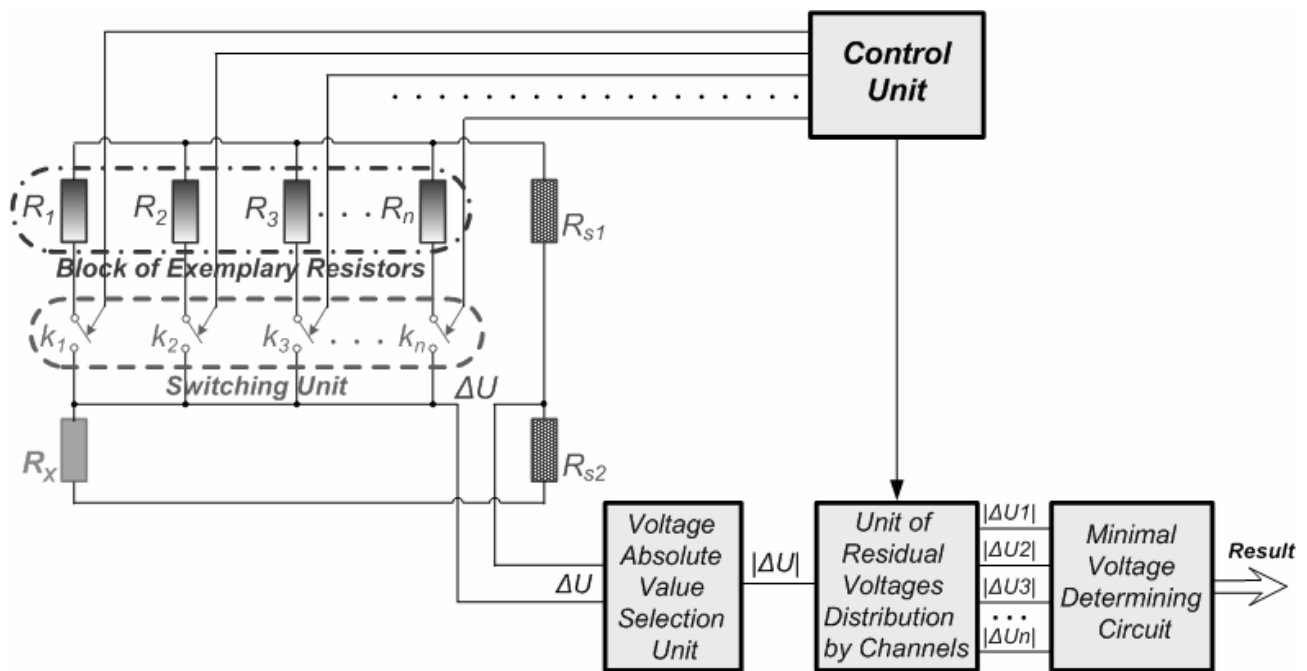 Control
Unit
R1 R2 R3 . . . Rn Rs1
Block of Exemplary Resistors
k1 k2 k3 . . . kn
Switching Unit
ΔU
Rx Rs2
Voltage
Absolute
Value
Selection
Unit
ΔU
|ΔU|
Unit of
Residual
Voltages
Distribution
by Channels
|ΔU1|
|ΔU2|
|ΔU3|
. . .
|ΔUn|
Minimal
Voltage
Determining
Circuit
Result